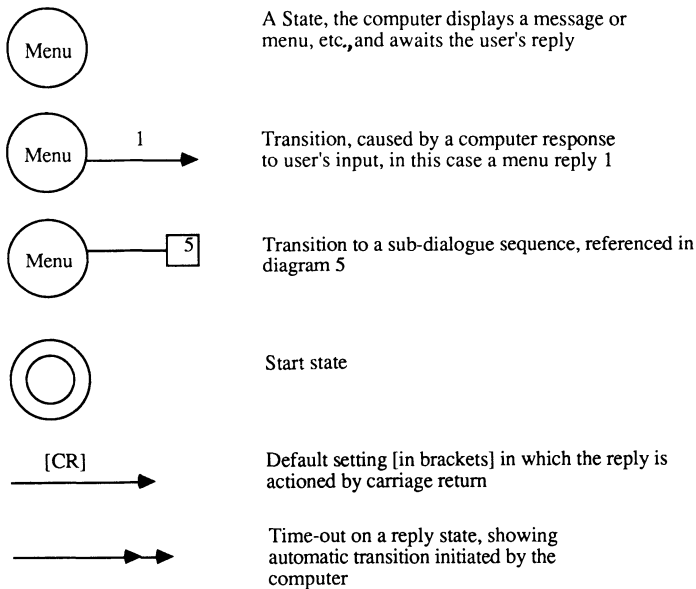 Menu
A State, the computer displays a message or
menu, etc., and awaits the user's reply
Menu
1
Transition, caused by a computer response
to user's input, in this case a menu reply 1
Menu
5
Transition to a sub-dialogue sequence, referenced in
diagram 5
Start state
[CR]
Default setting [in brackets] in which the reply is
actioned by carriage return
Time-out on a reply state, showing
automatic transition initiated by the
computer